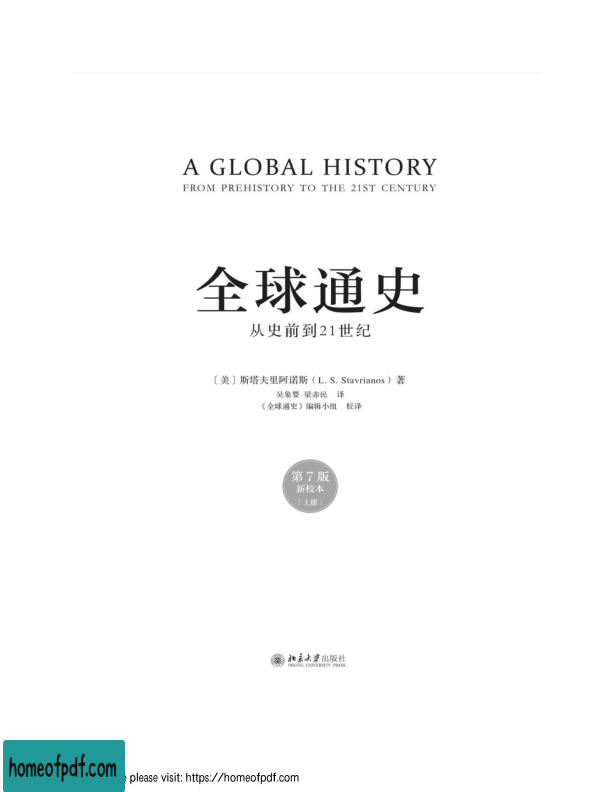 A GLOBAL HISTORY
FROM PREHISTORY TO THE 21ST CENTURY
全球通史
从史前到21世纪
〔美〕斯塔夫里阿诺斯（L. S. Stavrianos）著
吴象婴 梁赤民 译
《全球通史》编辑小组 校译
第7版
新校本
〔上册〕
北京大学出版社
PEKING UNIVERSITY PRESS
homeofpdf.com
please visit: https://homeofpdf.com